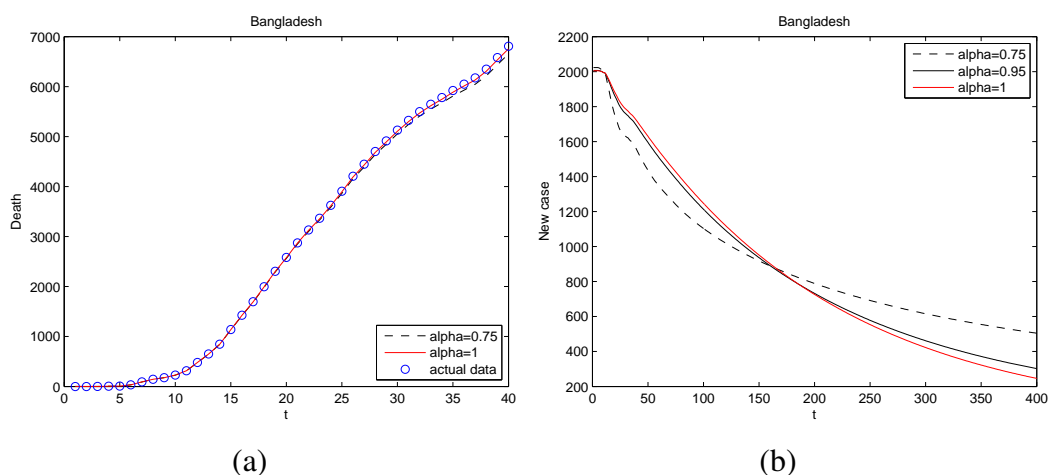 Bangladesh
7000
6000
5000
4000
3000
2000
1000
0
Death
0 5 10 15 20 25 30 35 40
t
alpha=0.75
alpha=1
actual data
(a)
Bangladesh
2200
2000
1800
1600
1400
1200
1000
800
600
400
200
New case
0 50 100 150 200 250 300 350 400
t
alpha=0.75
alpha=0.95
alpha=1
(b)